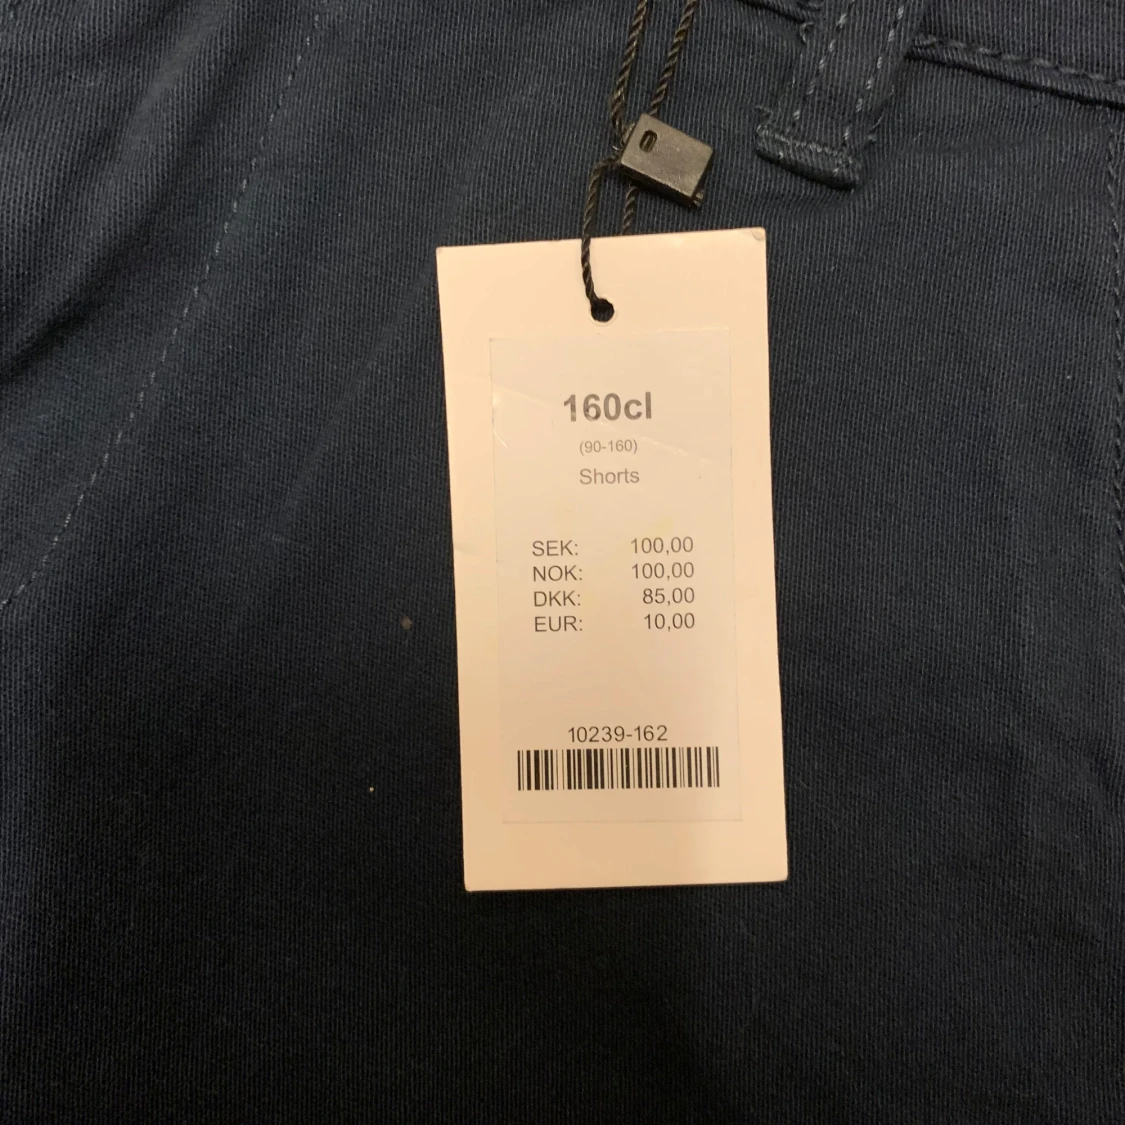 160cl
(90-160)
Shorts
SEK: 100,00
NOK: 100,00
DKK: 85,00
EUR: 10,00
10239-162